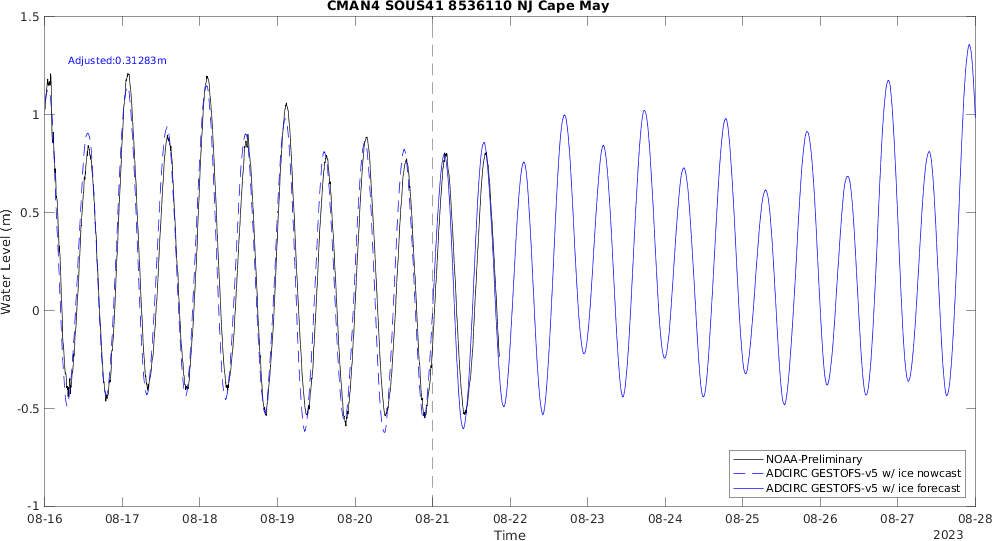 CMAN4 SOUS41 8536110 NJ Cape May
1.5
Adjusted:0.31283m
1
0.5
Water Level (m)
0
-0.5
-1
NOAA-Preliminary
ADCIRC GESTOFS-v5 w/ ice nowcast
ADCIRC GESTOFS-v5 w/ ice forecast
08-16 08-17 08-18 08-19 08-20 08-21 08-22 08-23 08-24 08-25 08-26 08-27 08-28
Time
2023